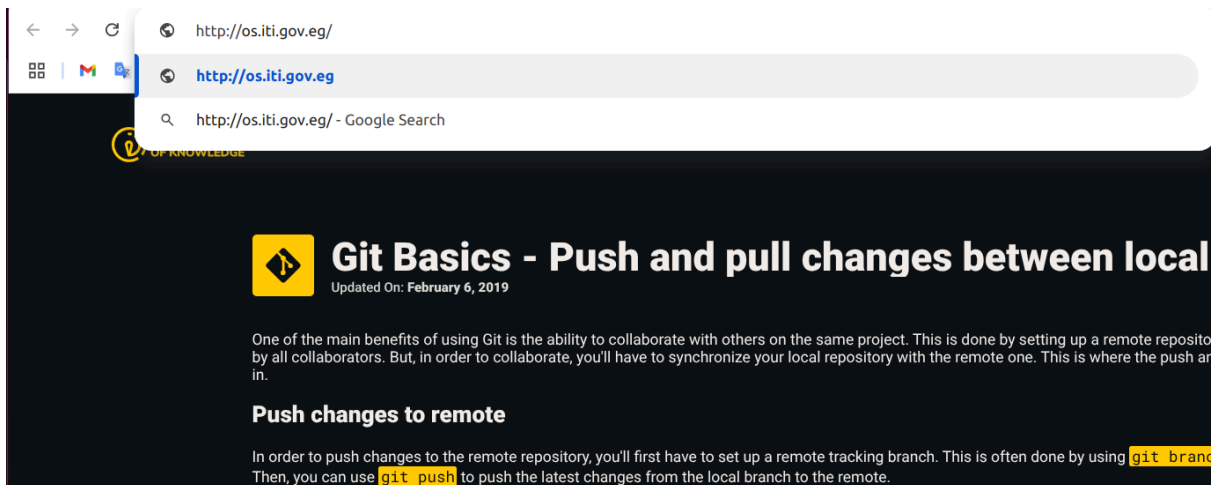 http://os.iti.gov.eg/
http://os.iti.gov.eg
http://os.iti.gov.eg/ - Google Search
OF KNOWLEDGE
Git Basics - Push and pull changes between local
Updated On: February 6, 2019
One of the main benefits of using Git is the ability to collaborate with others on the same project. This is done by setting up a remote reposito
by all collaborators. But, in order to collaborate, you'll have to synchronize your local repository with the remote one. This is where the push an
in.
Push changes to remote
In order to push changes to the remote repository, you'll first have to set up a remote tracking branch. This is often done by using git branc
Then, you can use git push to push the latest changes from the local branch to the remote.